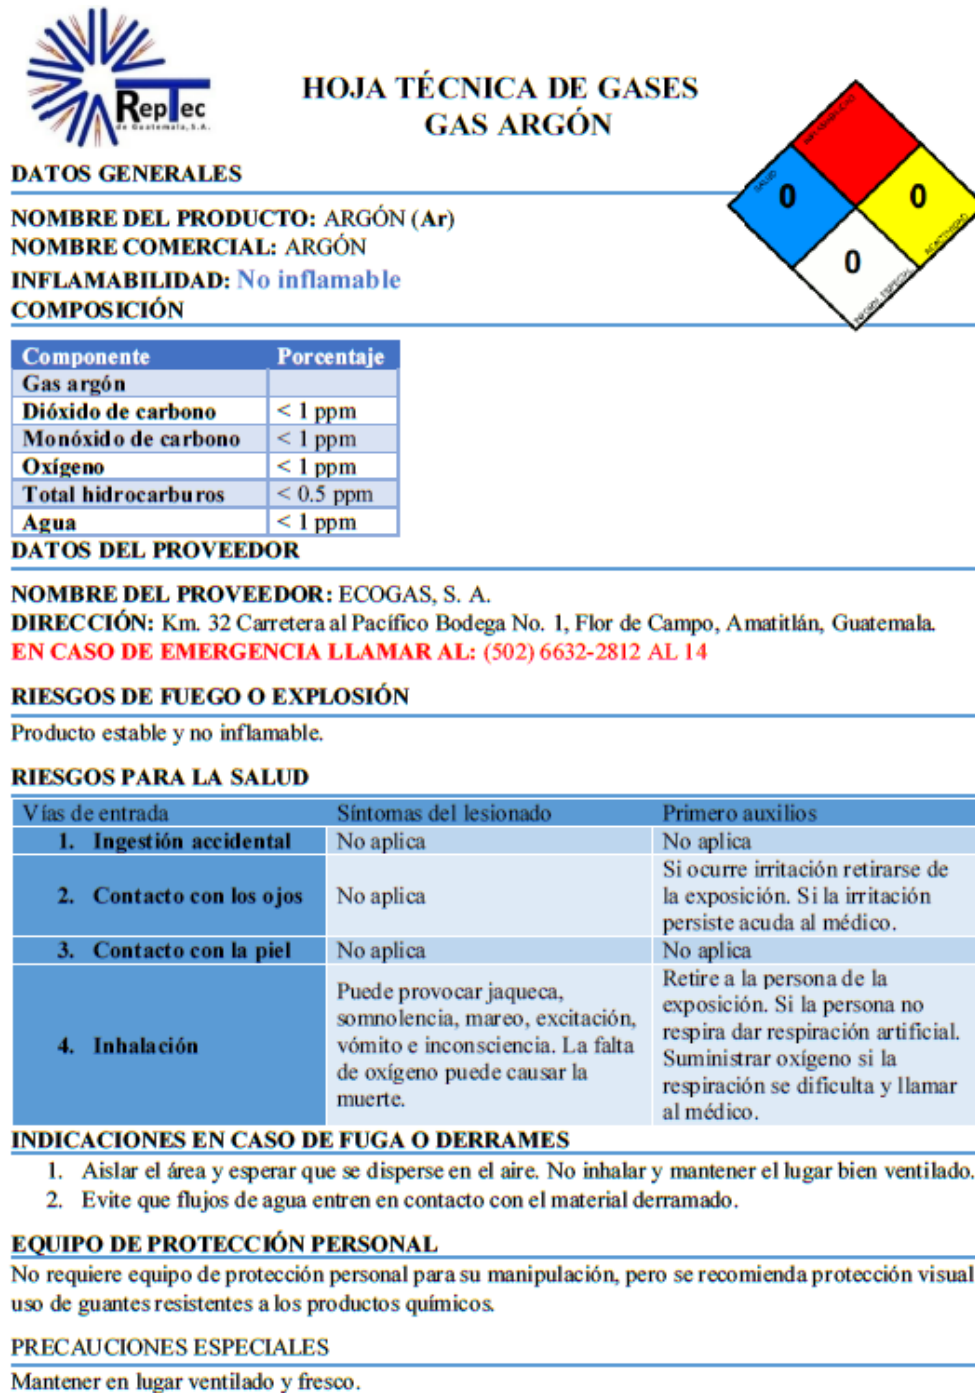 RepTec
de Guatemala, S.A.
HOJA TÉCNICA DE GASES
GAS ARGÓN
SALUD
0
0
REACTIVIDAD
0
DATOS GENERALES
NOMBRE DEL PRODUCTO: ARGÓN (Ar)
NOMBRE COMERCIAL: ARGÓN
INFLAMABILIDAD: No inflamable
COMPOSICIÓN
Componente Porcentaje
Gas argón
Dióxido de carbono < 1 ppm
Monóxido de carbono < 1 ppm
Oxígeno < 1 ppm
Total hidrocarburos < 0.5 ppm
Agua < 1 ppm
DATOS DEL PROVEEDOR
NOMBRE DEL PROVEEDOR: ECOGAS, S. A.
DIRECCIÓN: Km. 32 Carretera al Pacífico Bodega No. 1, Flor de Campo, Amatitlán, Guatemala.
EN CASO DE EMERGENCIA LLAMAR AL: (502) 6632-2812 AL 14
RIESGOS DE FUEGO O EXPLOSIÓN
Producto estable y no inflamable.
RIESGOS PARA LA SALUD
Vías de entrada Síntomas del lesionado Primero auxilios
1. Ingestión accidental No aplica No aplica
2. Contacto con los ojos No aplica Si ocurre irritación retirarse de
la exposición. Si la irritación
persiste acuda al médico.
3. Contacto con la piel No aplica No aplica
4. Inhalación
Puede provocar jaqueca,
somnolencia, mareo, excitación,
vómito e inconsciencia. La falta
de oxígeno puede causar la
muerte.
Retire a la persona de la
exposición. Si la persona no
respira dar respiración artificial.
Suministrar oxígeno si la
respiración se dificulta y llamar
al médico.
INDICACIONES EN CASO DE FUGA O DERRAMES
1. Aislar el área y esperar que se disperse en el aire. No inhalar y mantener el lugar bien ventilado.
2. Evite que flujos de agua entren en contacto con el material derramado.
EQUIPO DE PROTECCIÓN PERSONAL
No requiere equipo de protección personal para su manipulación, pero se recomienda protección visual
uso de guantes resistentes a los productos químicos.
PRECAUCIONES ESPECIALES
Mantener en lugar ventilado y fresco.